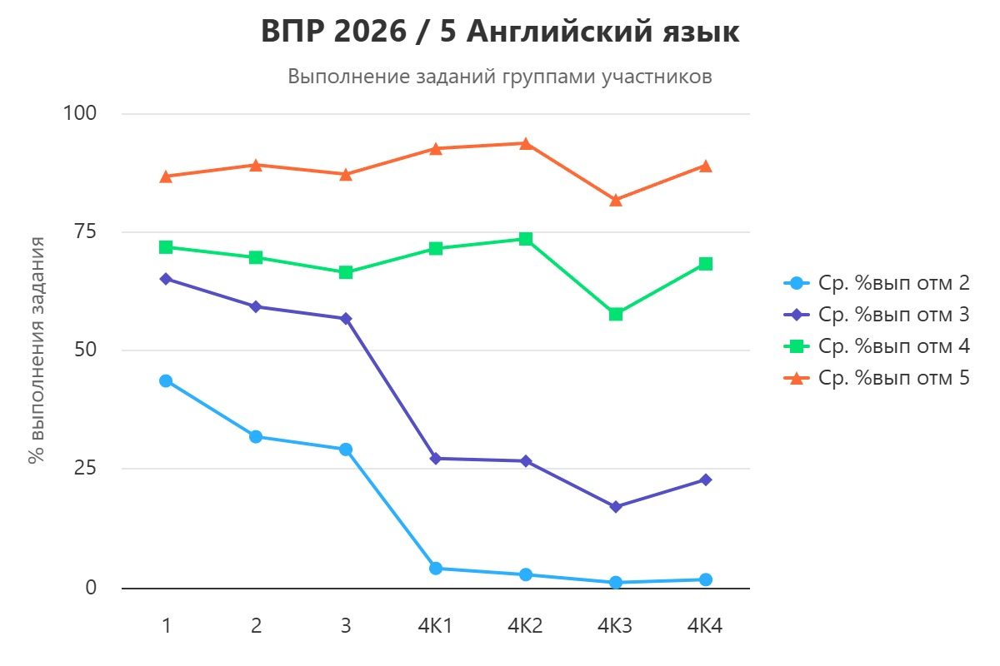 ВПР 2026 / 5 Английский язык
Выполнение заданий группами участников
% выполнения задания
100
75
50
25
0
1
2
3
4К1
4К2
4К3
4К4
Ср. %вып отм 2
Ср. %вып отм 3
Ср. %вып отм 4
Ср. %вып отм 5